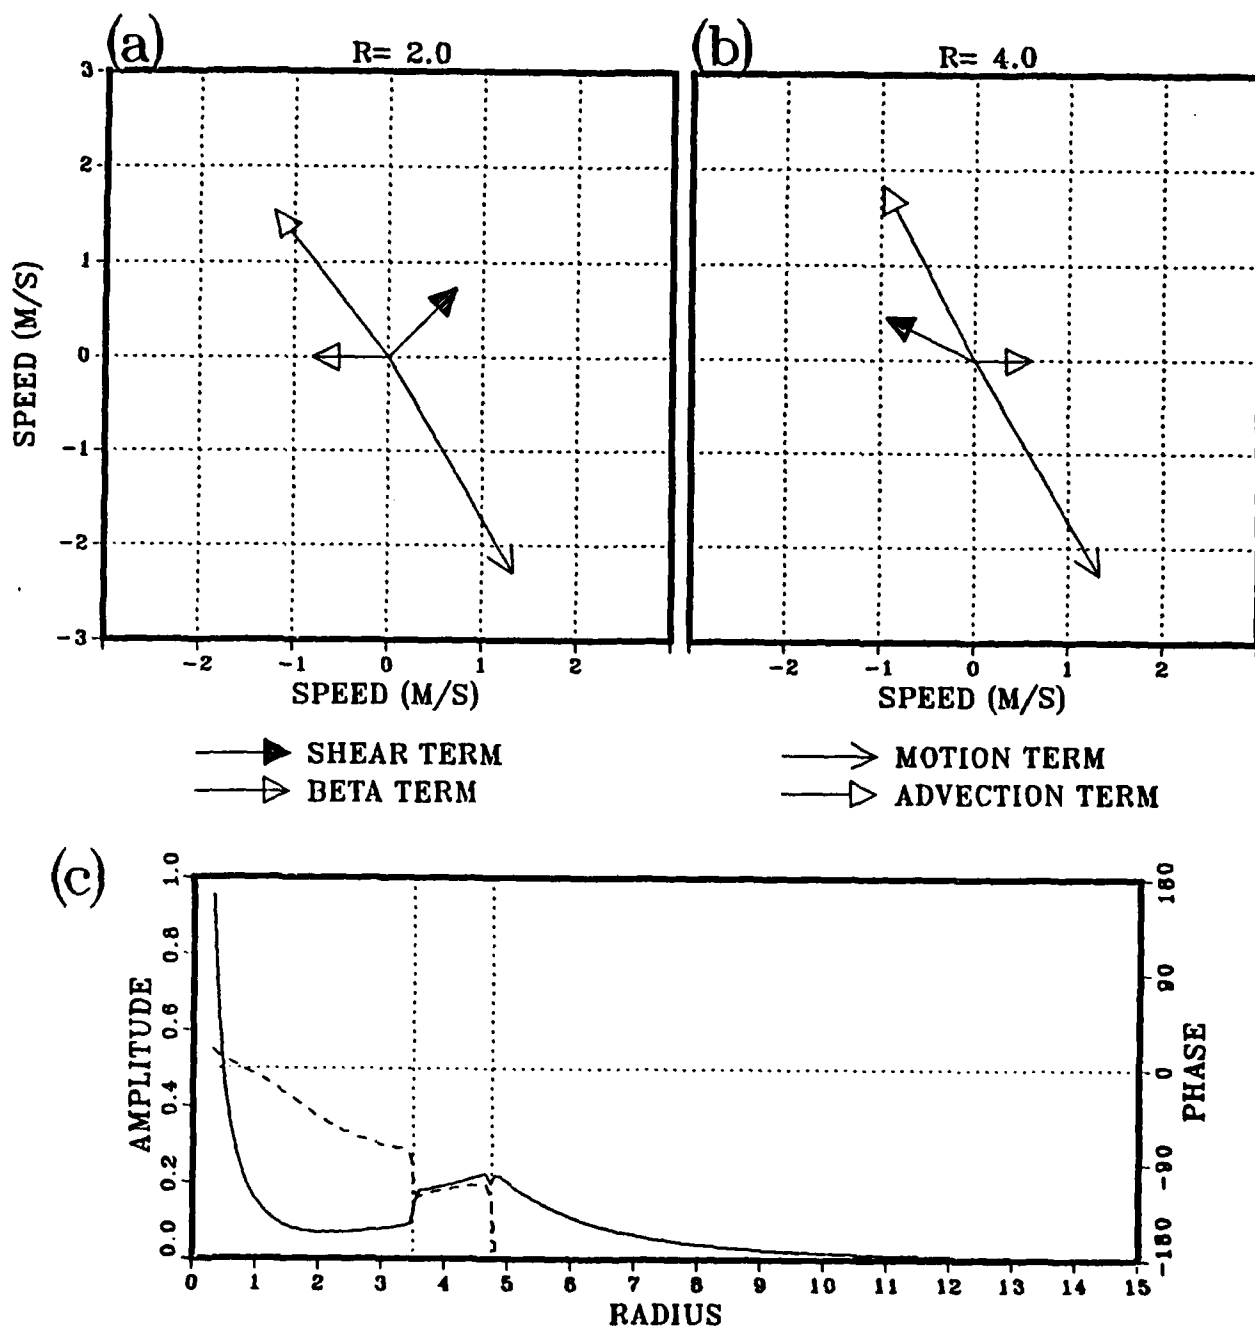 (a)
R= 2.0
(b)
R= 4.0
SPEED (M/S)
3
2
1
0
-1
-2
-3
-2 -1 0 1 2
SPEED (M/S)
-2 -1 0 1 2
SPEED (M/S)
SHEAR TERM
BETA TERM
MOTION TERM
ADVECTION TERM
(c)
AMPLITUDE
1.0
0.8
0.6
0.4
0.2
0.0
PHASE
180
90
0
-90
-180
0 1 2 3 4 5 6 7 8 9 10 11 12 13 14 15
RADIUS